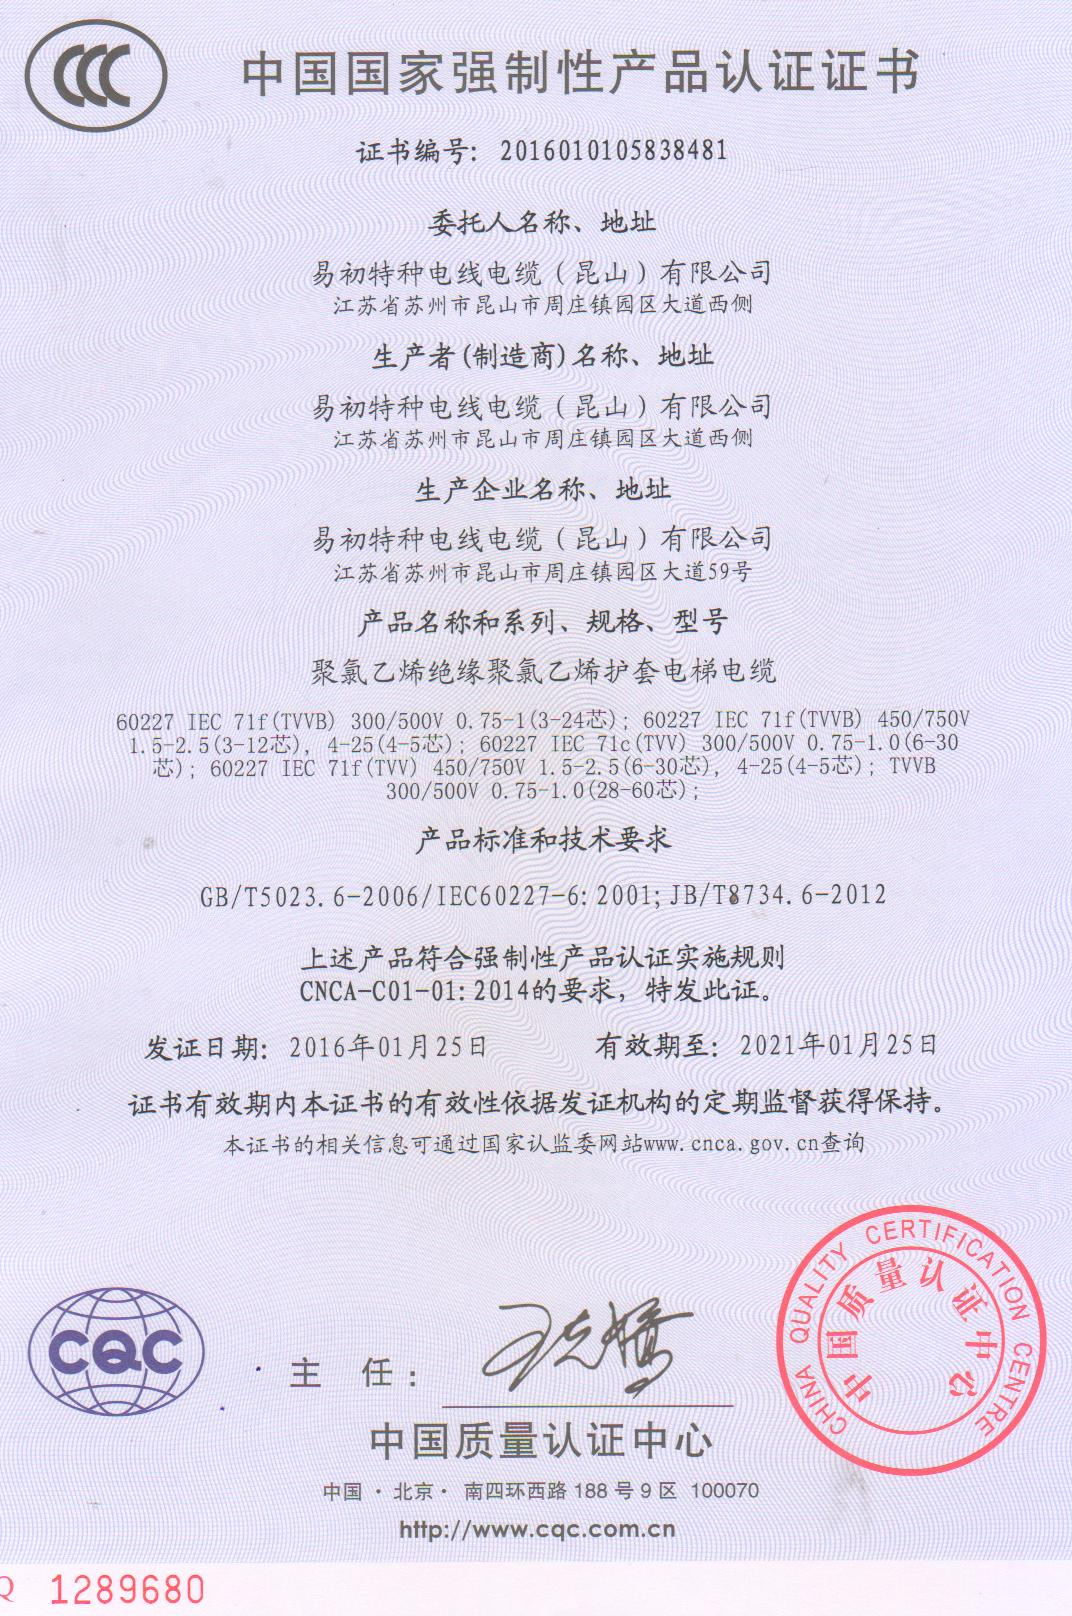 CCC
中国国家强制性产品认证证书
证书编号: 2016010105838481
委托人名称、地址
易初特种电线电缆（昆山）有限公司
江苏省苏州市昆山市周庄镇园区大道西侧
生产者(制造商)名称、地址
易初特种电线电缆（昆山）有限公司
江苏省苏州市昆山市周庄镇园区大道西侧
生产企业名称、地址
易初特种电线电缆（昆山）有限公司
江苏省苏州市昆山市周庄镇园区大道59号
产品名称和系列、规格、型号
聚氯乙烯绝缘聚氯乙烯护套电梯电缆
60227 IEC 71f(TVVB) 300/500V 0.75-1(3-24芯); 60227 IEC 71f(TVVB) 450/750V
1.5-2.5(3-12芯), 4-25(4-5芯); 60227 IEC 71c(TVV) 300/500V 0.75-1.0(6-30
芯); 60227 IEC 71f(TVV) 450/750V 1.5-2.5(6-30芯), 4-25(4-5芯); TVVB
300/500V 0.75-1.0(28-60芯);
产品标准和技术要求
GB/T5023.6-2006/IEC60227-6:2001;JB/T8734.6-2012
上述产品符合强制性产品认证实施规则
CNCA-C01-01:2014的要求，特发此证。
发证日期: 2016年01月25日 有效期至: 2021年01月25日
证书有效期内本证书的有效性依据发证机构的定期监督获得保持。
本证书的相关信息可通过国家认监委网站www.cnca.gov.cn查询
CHINA QUALITY CERTIFICATION CENTRE
中国质量认证中心
CQC
主 任:
中国质量认证中心
中国·北京·南四环西路 188 号 9 区 100070
http://www.cqc.com.cn
Q 1289680